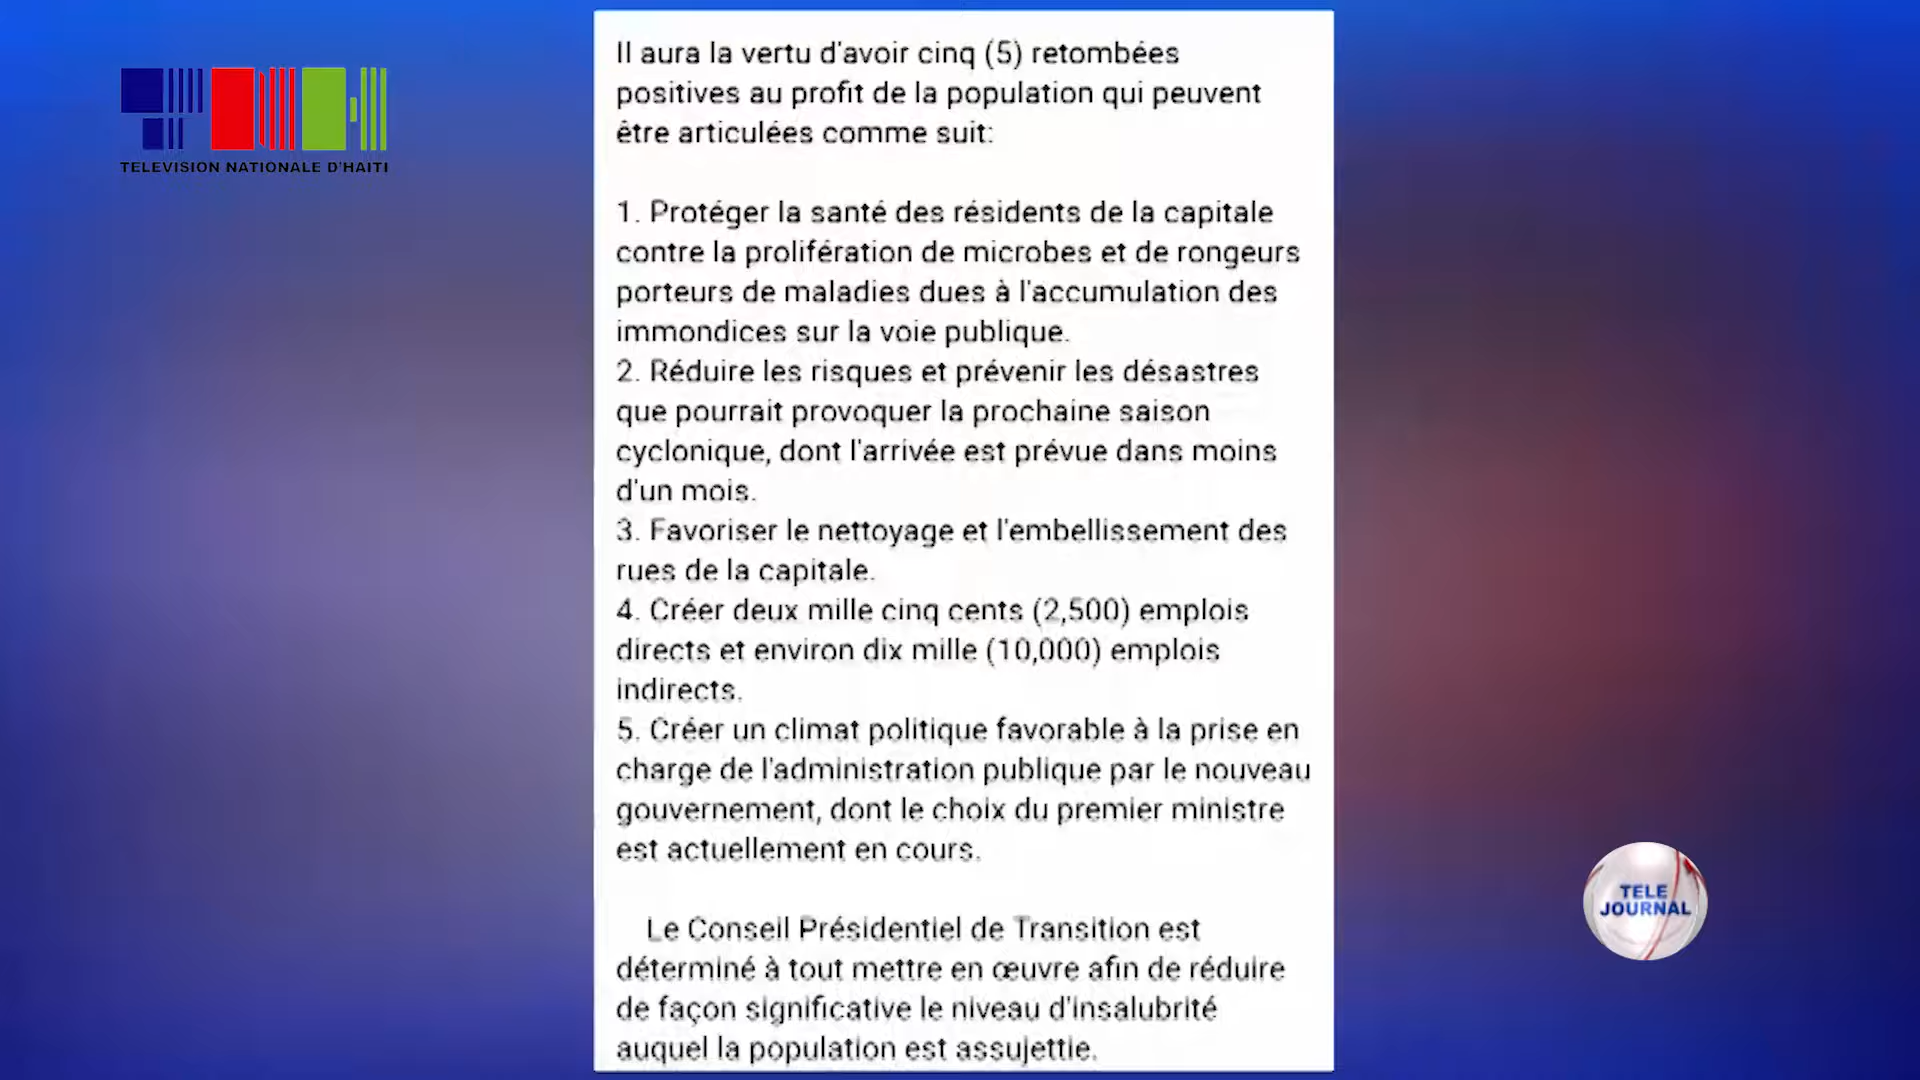 TELEVISION NATIONALE D'HAITI
Il aura la vertu d'avoir cinq (5) retombées
positives au profit de la population qui peuvent
être articulées comme suit:
1. Protéger la santé des résidents de la capitale
contre la prolifération de microbes et de rongeurs
porteurs de maladies dues à l'accumulation des
immondices sur la voie publique.
2. Réduire les risques et prévenir les désastres
que pourrait provoquer la prochaine saison
cyclonique, dont l'arrivée est prévue dans moins
d'un mois.
3. Favoriser le nettoyage et l'embellissement des
rues de la capitale.
4. Créer deux mille cinq cents (2,500) emplois
directs et environ dix mille (10,000) emplois
indirects.
5. Créer un climat politique favorable à la prise en
charge de l'administration publique par le nouveau
gouvernement, dont le choix du premier ministre
est actuellement en cours.
Le Conseil Présidentiel de Transition est
déterminé à tout mettre en œuvre afin de réduire
de façon significative le niveau d'insalubrité
auquel la population est assujettie.
TELE
JOURNAL